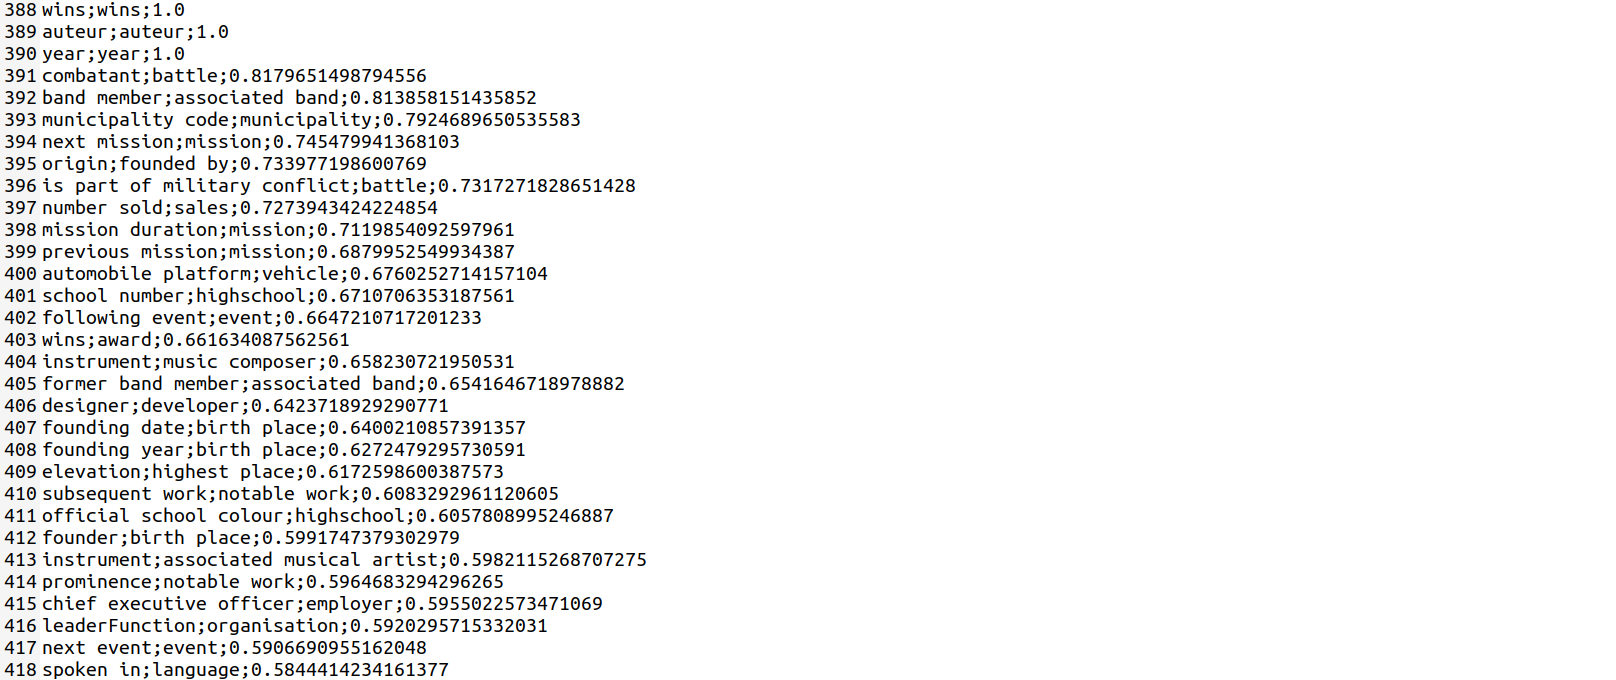 388 wins;wins;1.0
389 auteur;auteur;1.0
390 year;year;1.0
391 combatant;battle;0.8179651498794556
392 band member;associated band;0.813858151435852
393 municipality code;municipality;0.7924689650535583
394 next mission;mission;0.745479941368103
395 origin;founded by;0.733977198600769
396 is part of military conflict;battle;0.7317271828651428
397 number sold;sales;0.7273943424224854
398 mission duration;mission;0.7119854092597961
399 previous mission;mission;0.6879952549934387
400 automobile platform;vehicle;0.6760252714157104
401 school number;highschool;0.6710706353187561
402 following event;event;0.6647210717201233
403 wins;award;0.661634087562561
404 instrument;music composer;0.658230721950531
405 former band member;associated band;0.6541646718978882
406 designer;developer;0.6423718929290771
407 founding date;birth place;0.6400210857391357
408 founding year;birth place;0.6272479295730591
409 elevation;highest place;0.6172598600387573
410 subsequent work;notable work;0.6083292961120605
411 official school colour;highschool;0.6057808995246887
412 founder;birth place;0.5991747379302979
413 instrument;associated musical artist;0.5982115268707275
414 prominence;notable work;0.5964683294296265
415 chief executive officer;employer;0.5955022573471069
416 leaderFunction;organisation;0.5920295715332031
417 next event;event;0.5906690955162048
418 spoken in;language;0.5844414234161377